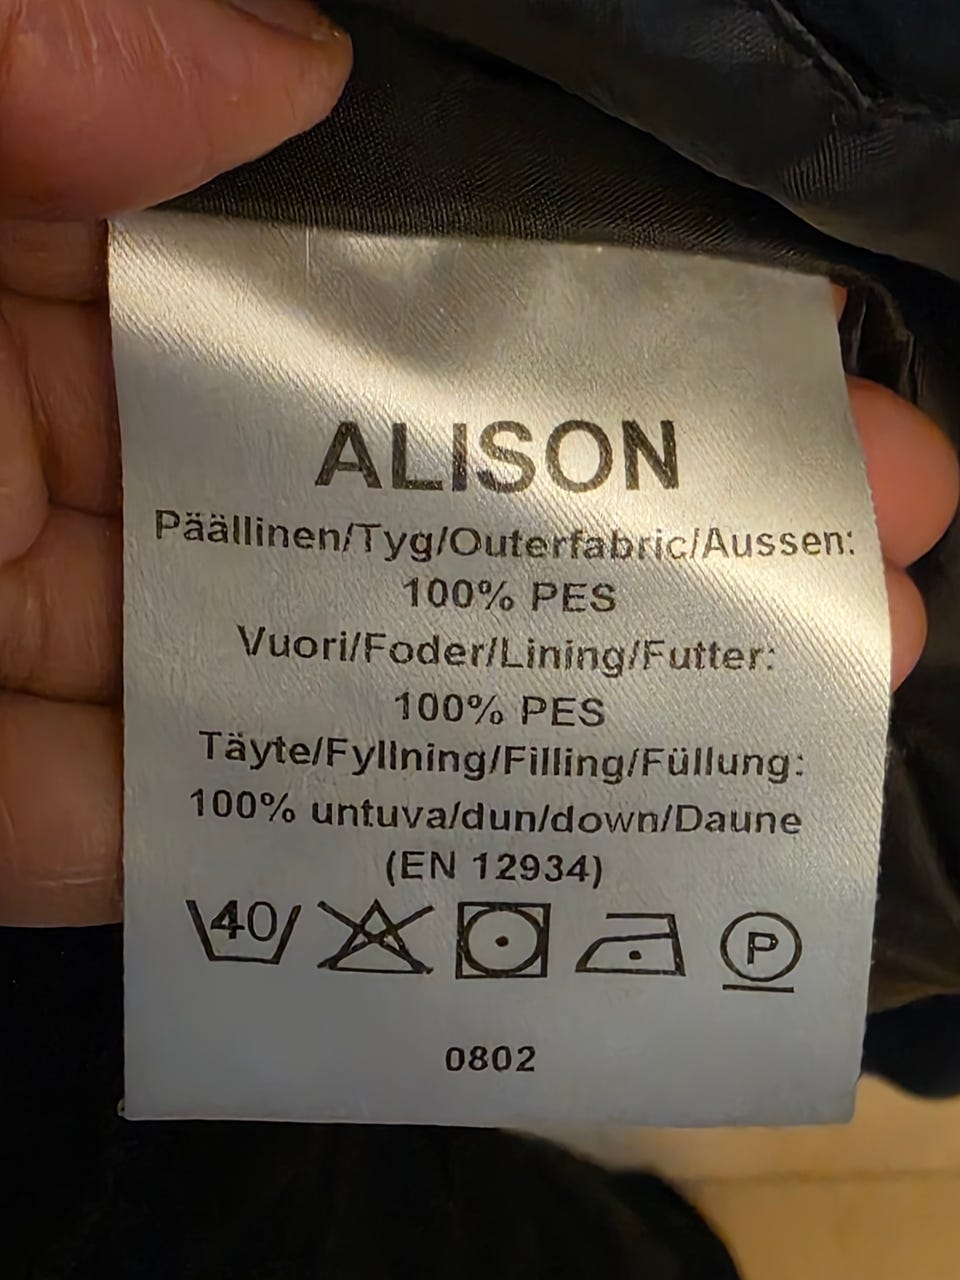 ALISON
Päällinen/Tyg/Outerfabric/Aussen:
100% PES
Vuori/Foder/Lining/Futter:
100% PES
Täyte/Fyllning/Filling/Füllung:
100% untuva/dun/down/Daune
(EN 12934)
40 P
0802